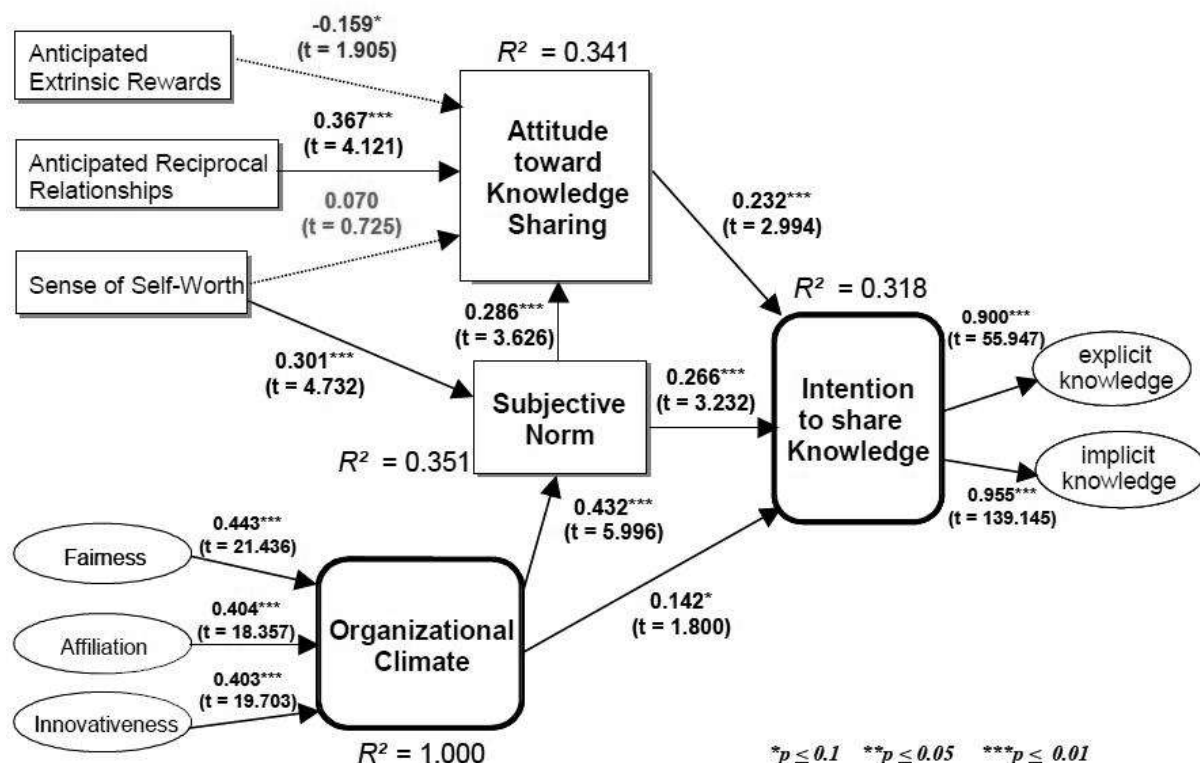 -0.159*
(t = 1.905)
Anticipated
Extrinsic Rewards
R² = 0.341
Attitude
toward
Knowledge
Sharing
0.367***
(t = 4.121)
Anticipated Reciprocal
Relationships
0.070
(t = 0.725)
Sense of Self-Worth
0.232***
(t = 2.994)
R² = 0.318
0.286***
(t = 3.626)
0.301***
(t = 4.732)
Subjective
Norm
R² = 0.351
0.266***
(t = 3.232)
Intention
to share
Knowledge
0.900***
(t = 55.947)
explicit
knowledge
implicit
knowledge
0.955***
(t = 139.145)
0.432***
(t = 5.996)
0.443***
(t = 21.436)
Fairness
0.404***
(t = 18.357)
Affiliation
0.403***
(t = 19.703)
Innovativeness
Organizational
Climate
R² = 1.000
0.142*
(t = 1.800)
*p ≤ 0.1 **p ≤ 0.05 ***p ≤ 0.01